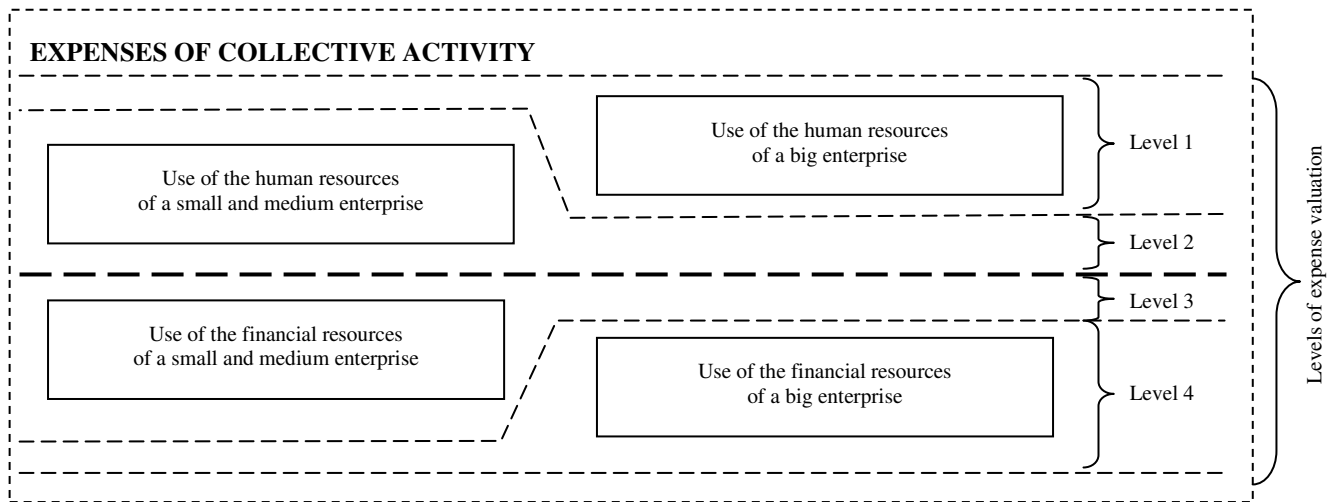 EXPENSES OF COLLECTIVE ACTIVITY
Use of the human resources
of a big enterprise
Level 1
Use of the human resources
of a small and medium enterprise
Level 2
Level 3
Use of the financial resources
of a small and medium enterprise
Use of the financial resources
of a big enterprise
Level 4
Levels of expense valuation